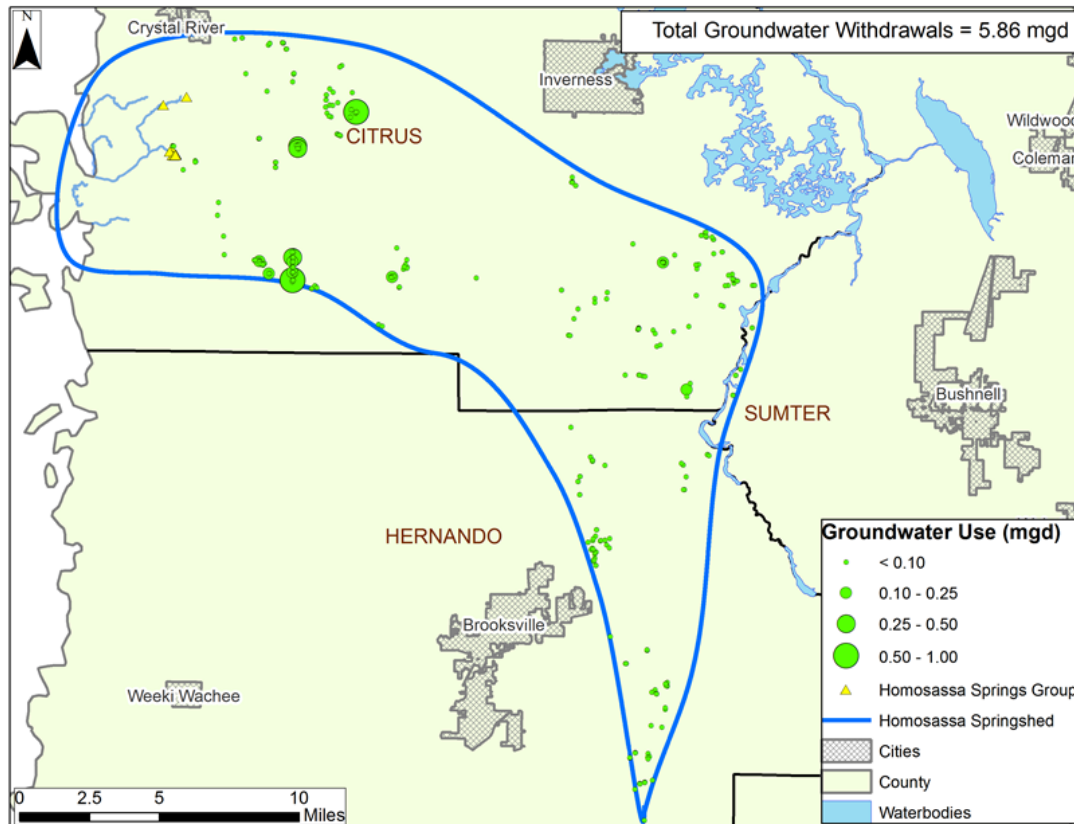 N
Crystal River
Total Groundwater Withdrawals = 5.86 mgd
Inverness
CITRUS
Wildwood
Coleman
SUMTER
Bushnell
HERNANDO
Brooksville
Weeki Wachee
Groundwater Use (mgd)
< 0.10
0.10 - 0.25
0.25 - 0.50
0.50 - 1.00
Homosassa Springs Group
Homosassa Springshed
Cities
County
Waterbodies
0 2.5 5 10
Miles